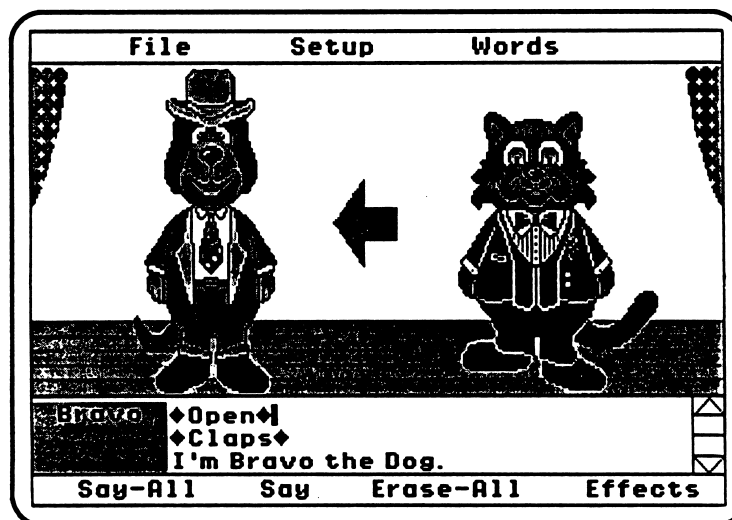 File Setup Words
Bravo ♦Open♦
♦Claps♦
I'm Bravo the Dog.
Say-All Say Erase-All Effects